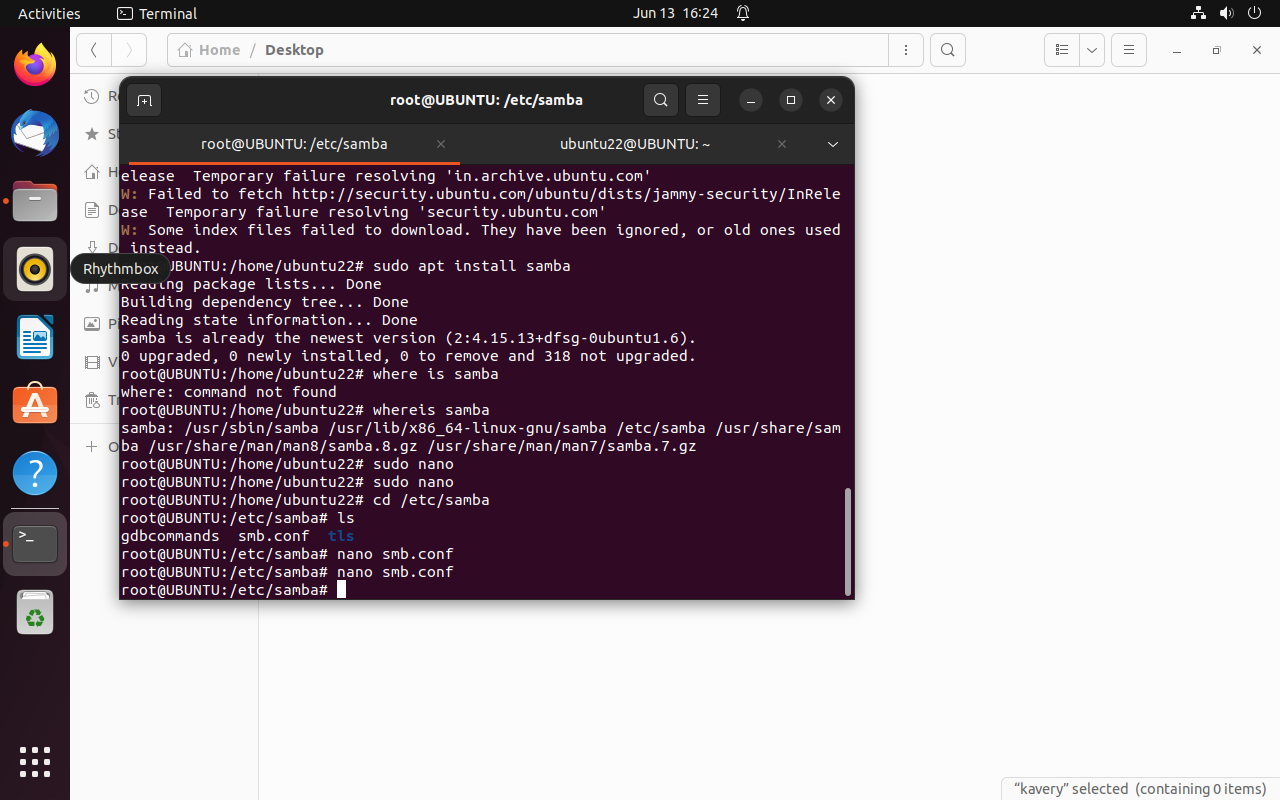 Activities
Terminal
Jun 13 16:24
Home / Desktop
root@UBUNTU: /etc/samba
root@UBUNTU: /etc/samba
ubuntu22@UBUNTU: ~
elease  Temporary failure resolving 'in.archive.ubuntu.com'
W: Failed to fetch http://security.ubuntu.com/ubuntu/dists/jammy-security/InRele
ase  Temporary failure resolving 'security.ubuntu.com'
W: Some index files failed to download. They have been ignored, or old ones used
 instead.
UBUNTU:/home/ubuntu22# sudo apt install samba
Rhythmbox
Reading package lists... Done
Building dependency tree... Done
Reading state information... Done
samba is already the newest version (2:4.15.13+dfsg-0ubuntu1.6).
0 upgraded, 0 newly installed, 0 to remove and 318 not upgraded.
root@UBUNTU:/home/ubuntu22# where is samba
where: command not found
root@UBUNTU:/home/ubuntu22# whereis samba
samba: /usr/sbin/samba /usr/lib/x86_64-linux-gnu/samba /etc/samba /usr/share/sam
ba /usr/share/man/man8/samba.8.gz /usr/share/man/man7/samba.7.gz
root@UBUNTU:/home/ubuntu22# sudo nano
root@UBUNTU:/home/ubuntu22# sudo nano
root@UBUNTU:/home/ubuntu22# cd /etc/samba
root@UBUNTU:/etc/samba# ls
gdbcommands  smb.conf  tls
root@UBUNTU:/etc/samba# nano smb.conf
root@UBUNTU:/etc/samba# nano smb.conf
root@UBUNTU:/etc/samba#
“kavery” selected (containing 0 items)